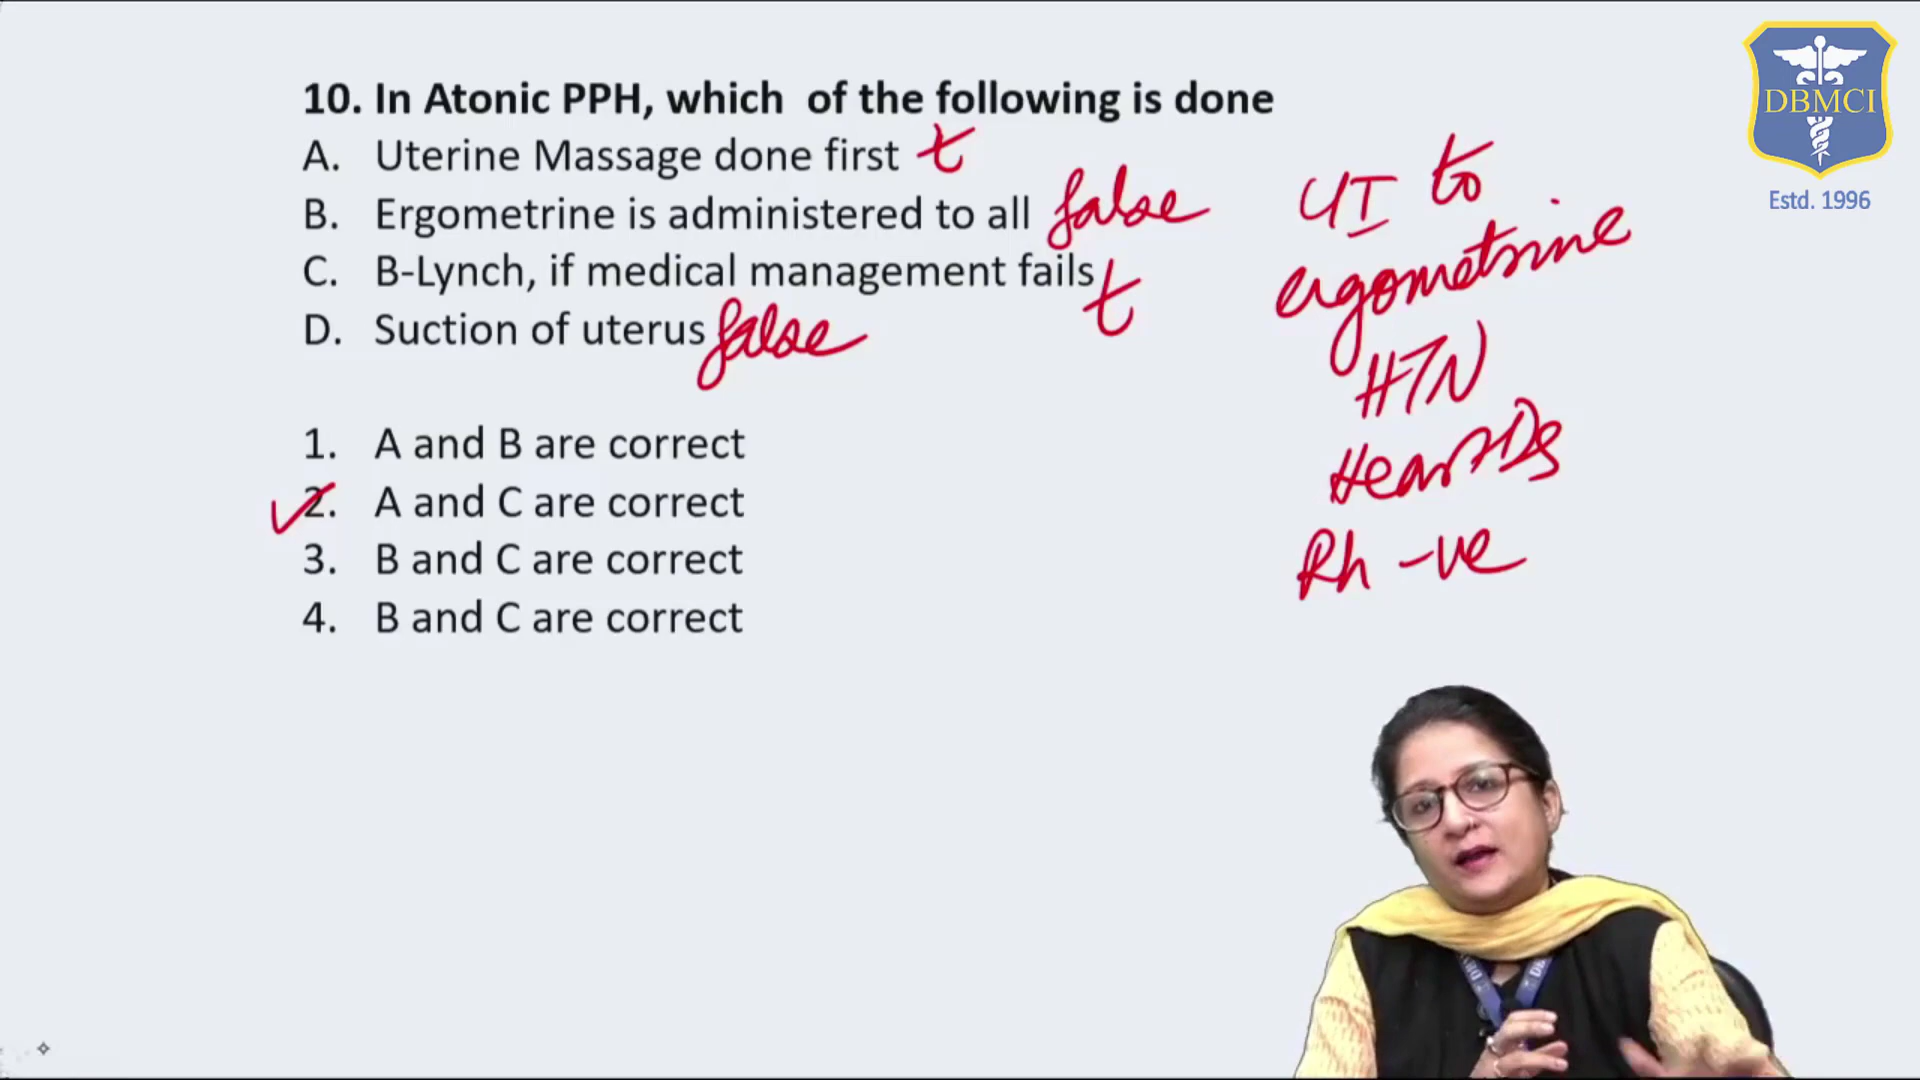 10. In Atonic PPH, which of the following is done
A. Uterine Massage done first t
B. Ergometrine is administered to all false
C. B-Lynch, if medical management fails t
D. Suction of uterus false
1. A and B are correct
2. A and C are correct
3. B and C are correct
4. B and C are correct
CI to
ergometrine
HTN
Heart Ds
Rh -ve
DBMCI
Estd. 1996